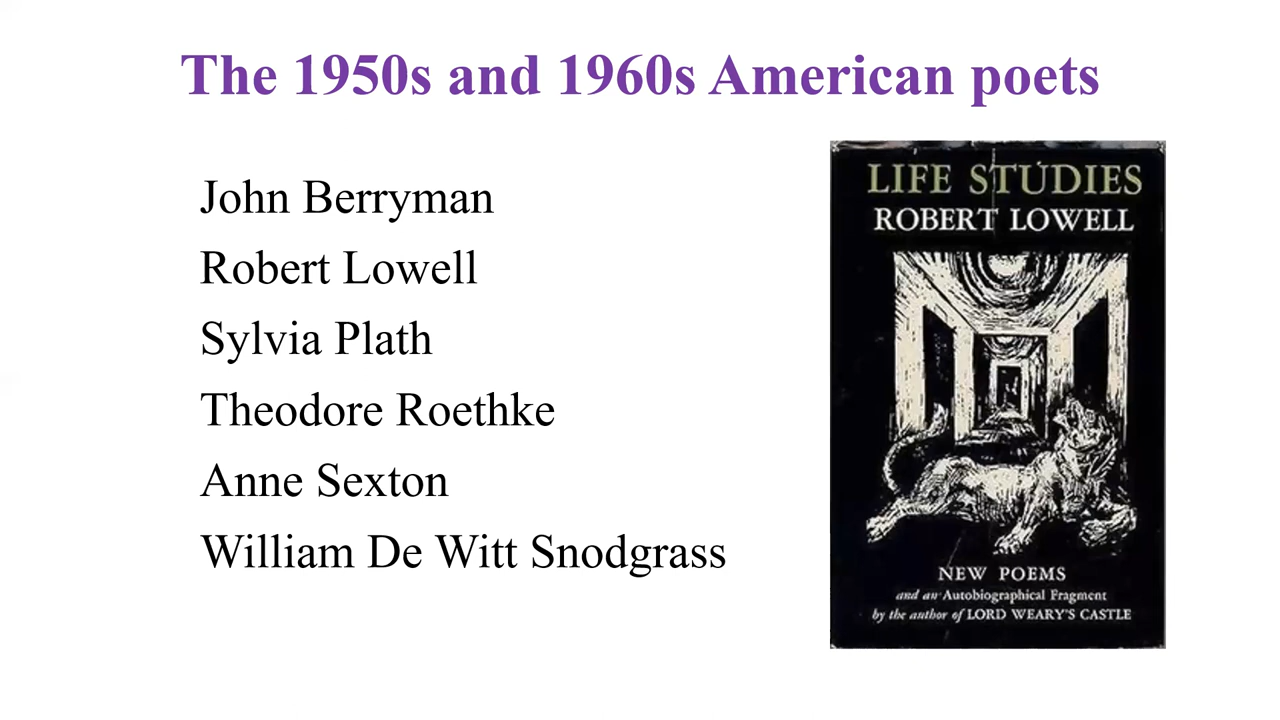 The 1950s and 1960s American poets
John Berryman
Robert Lowell
Sylvia Plath
Theodore Roethke
Anne Sexton
William De Witt Snodgrass
LIFE STUDIES
ROBERT LOWELL
NEW POEMS
and an Autobiographical Fragment
by the author of LORD WEARY'S CASTLE